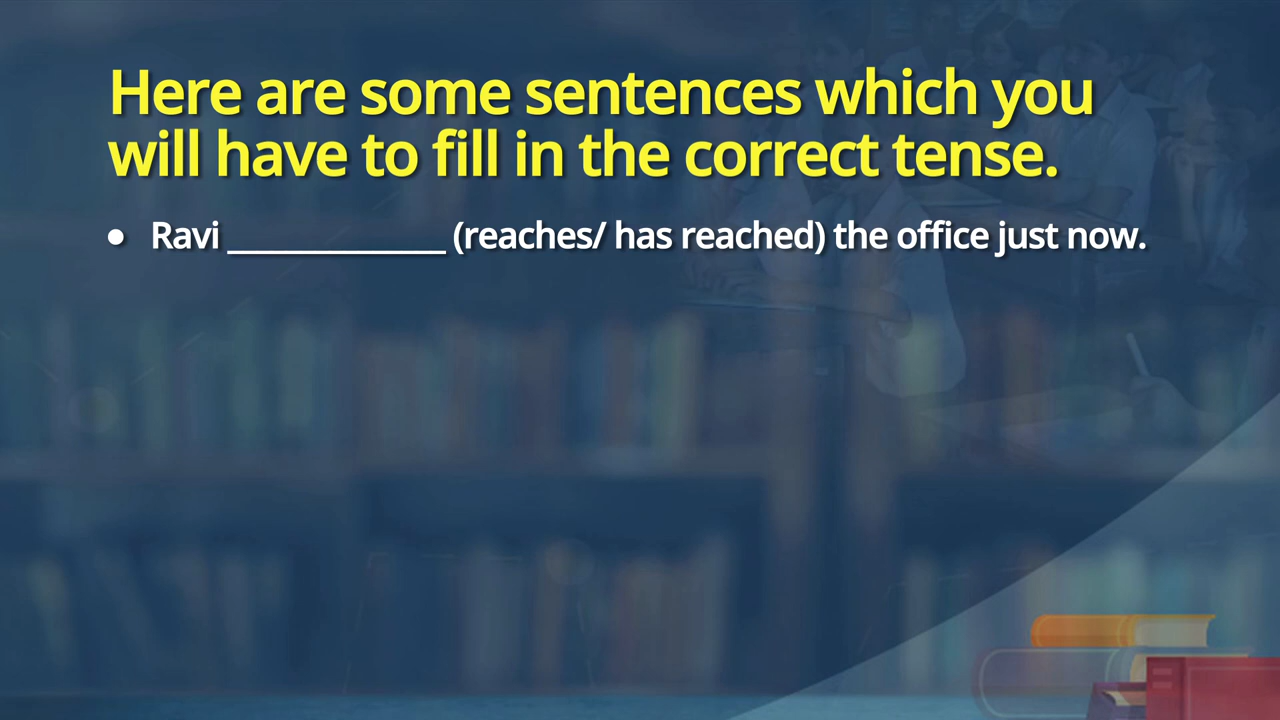 Here are some sentences which you
will have to fill in the correct tense.
• Ravi ______________ (reaches/ has reached) the office just now.